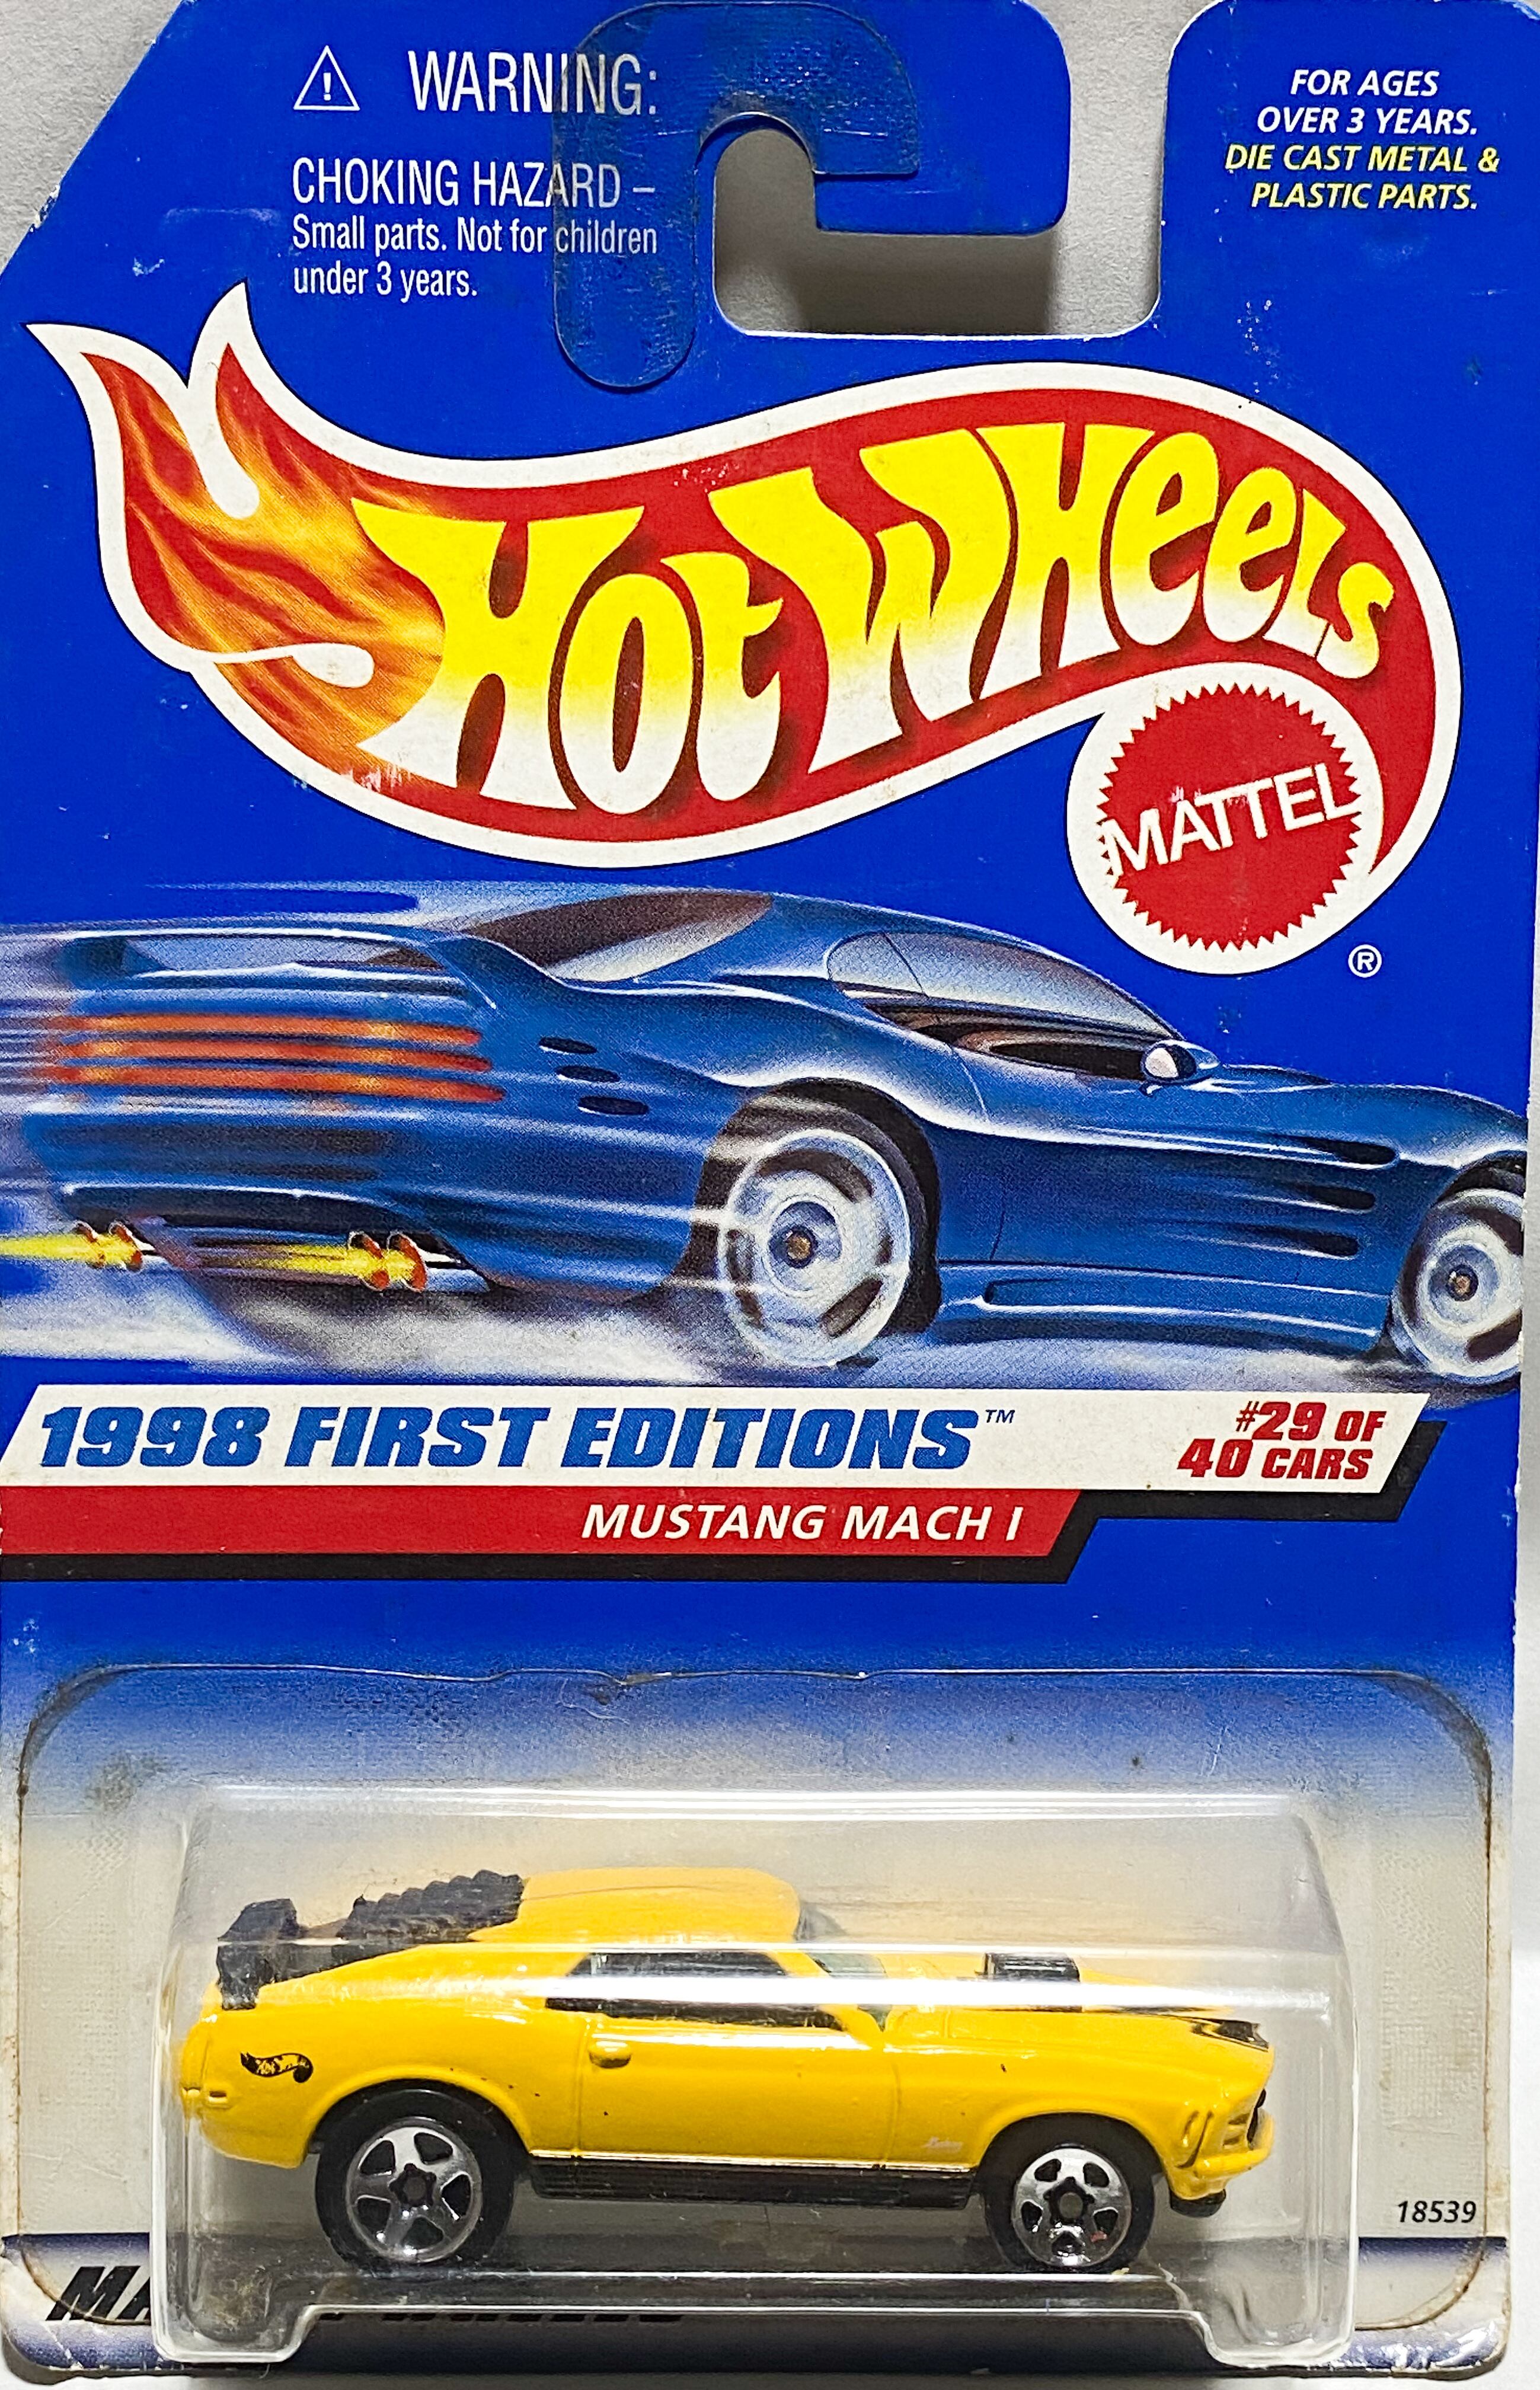 WARNING:
CHOKING HAZARD –
Small parts. Not for children
under 3 years.
FOR AGES
OVER 3 YEARS.
DIE CAST METAL &
PLASTIC PARTS.
Hot Wheels
MATTEL
®
1998 FIRST EDITIONS™
#29 OF
40 CARS
MUSTANG MACH I
18539